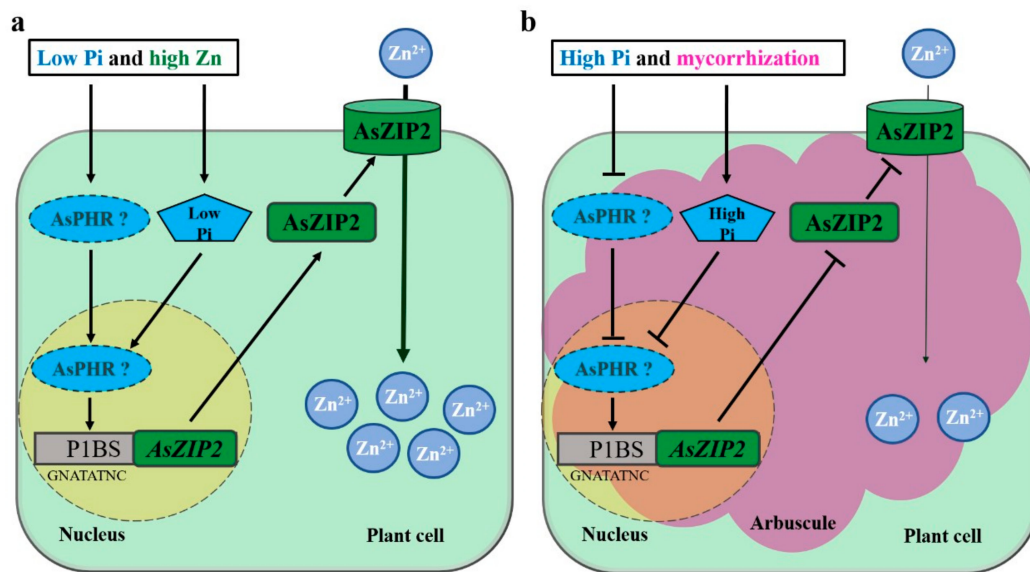 a
Low Pi and high Zn
Zn2+
AsZIP2
AsPHR ?
Low
Pi
AsZIP2
AsPHR ?
Zn2+
Zn2+
Zn2+
Zn2+
Zn2+
P1BS
AsZIP2
GNATATNC
Nucleus
Plant cell
b
High Pi and mycorrhization
Zn2+
AsZIP2
AsPHR ?
High
Pi
AsZIP2
AsPHR ?
Zn2+
Zn2+
P1BS
AsZIP2
GNATATNC
Nucleus
Arbuscule
Plant cell